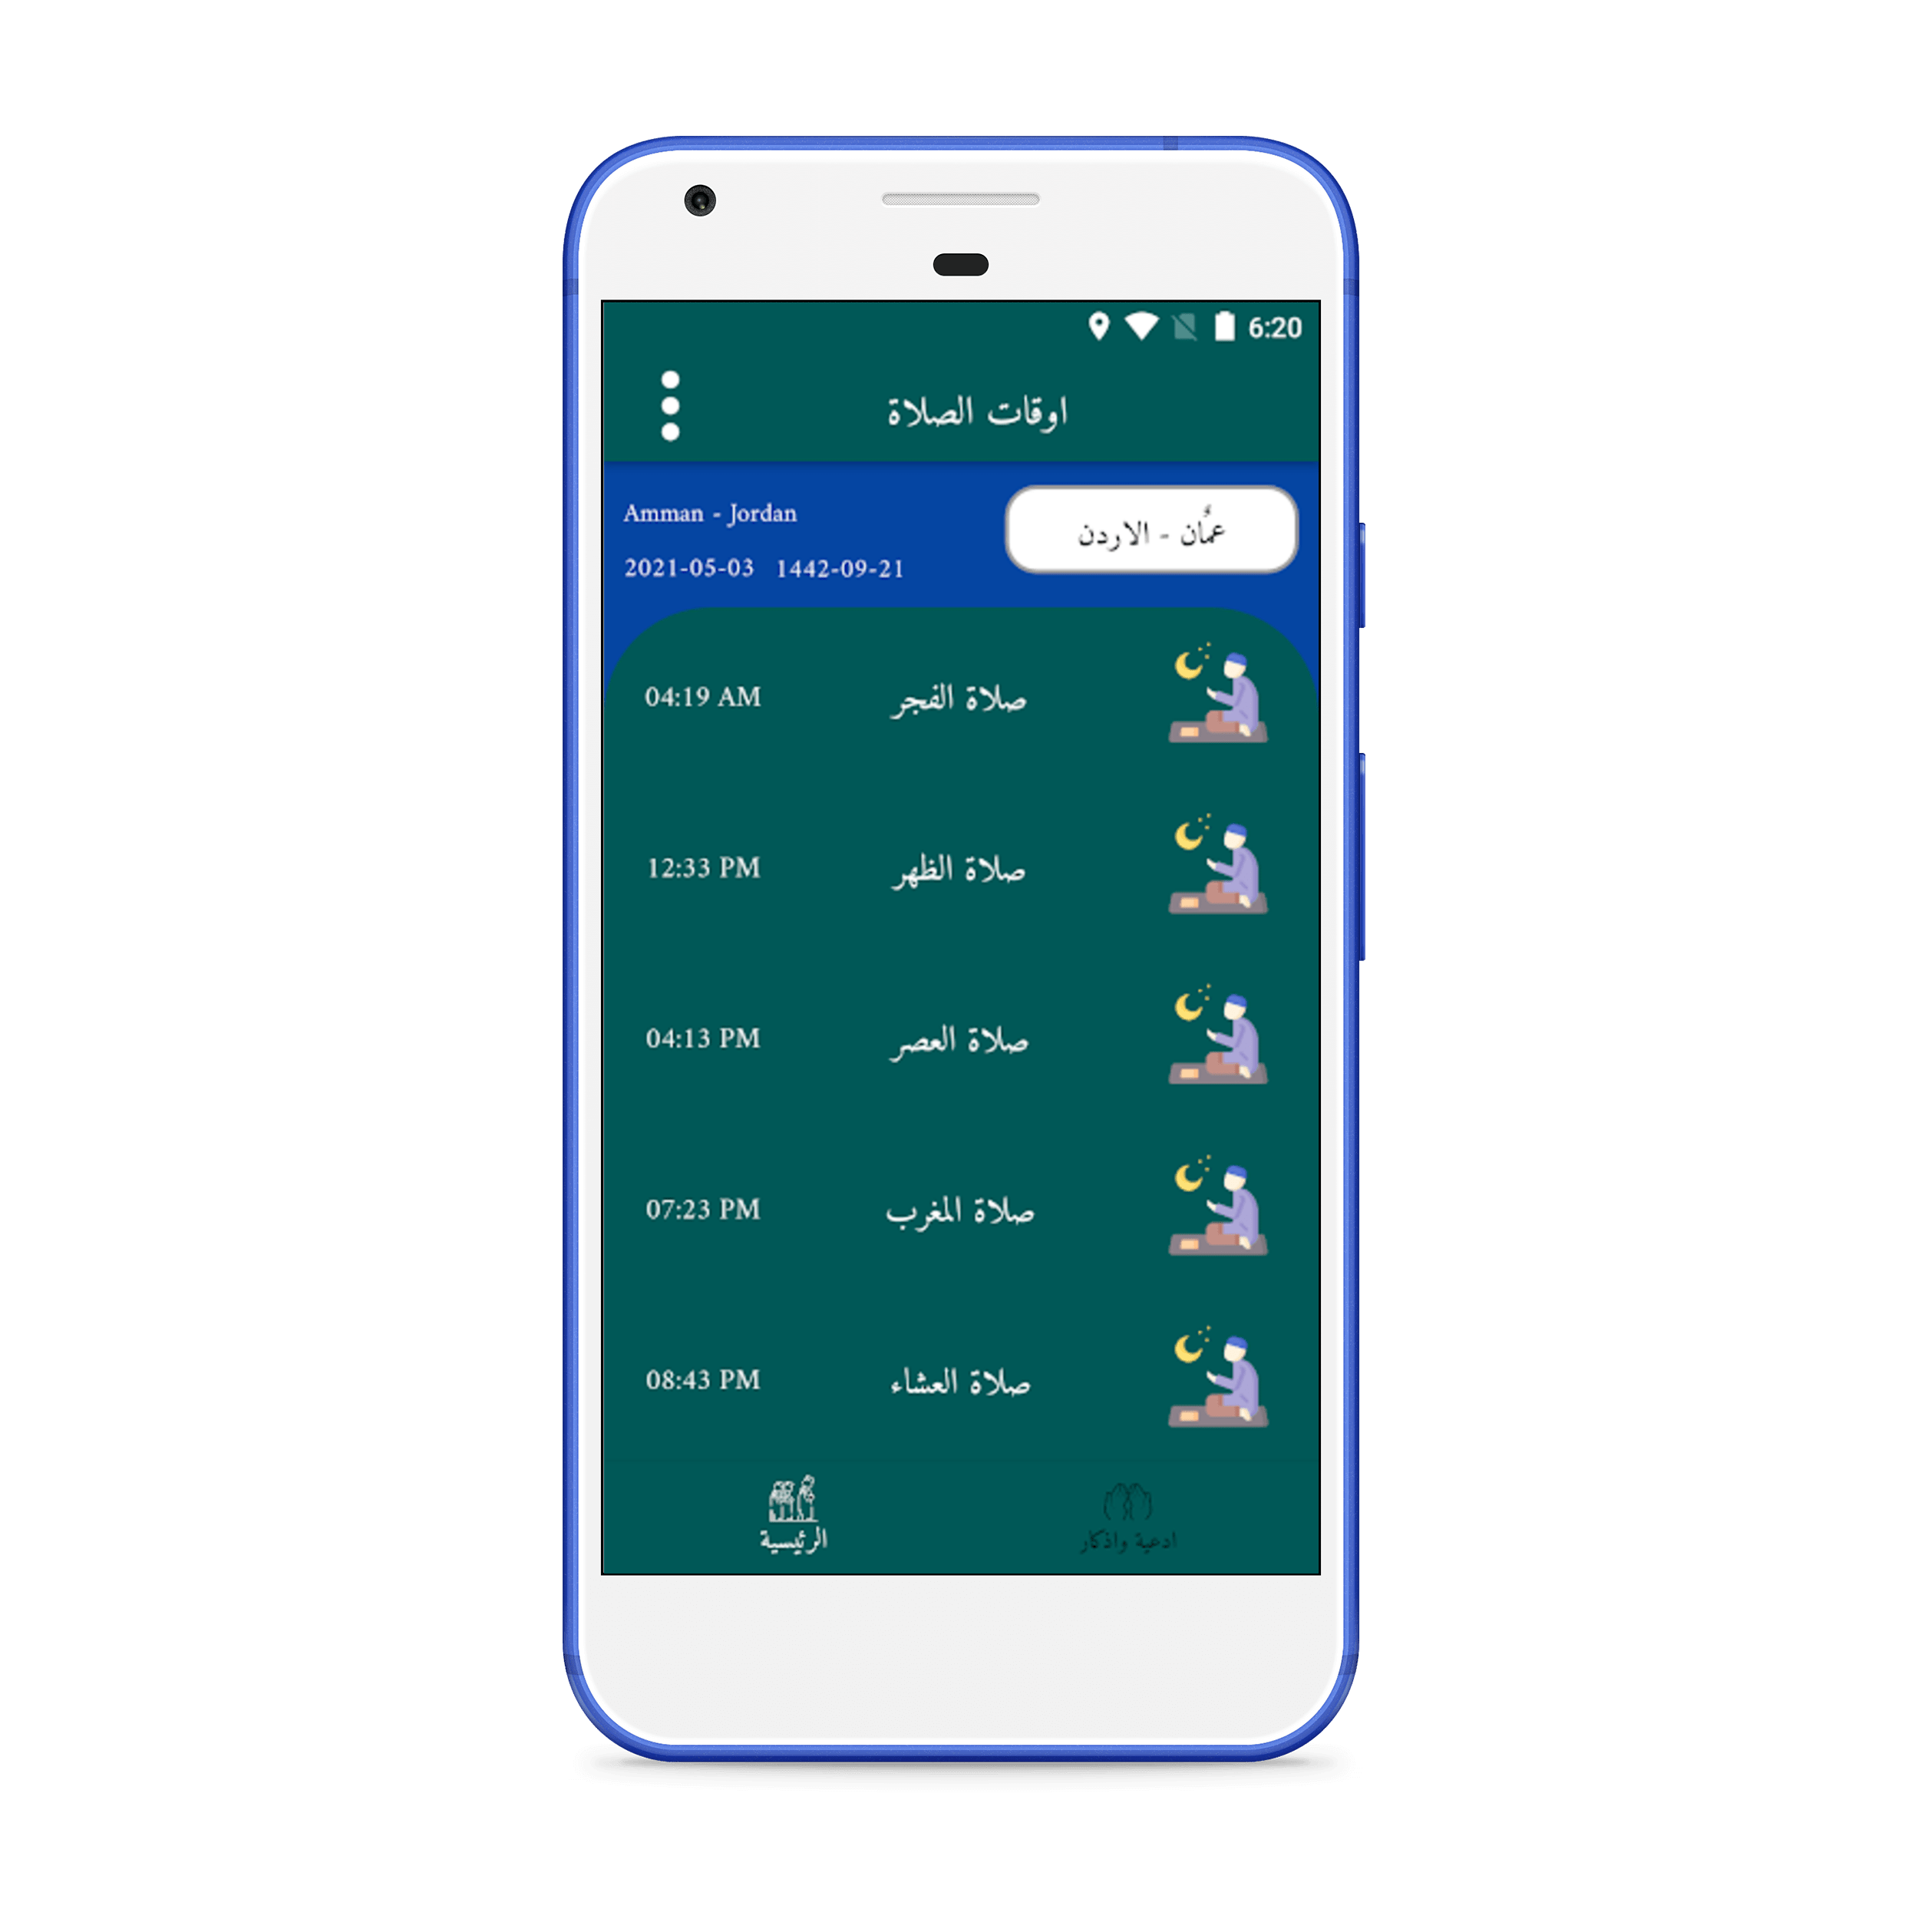 6:20
اوقات الصلاة
عمُّان - الاردن
Amman - Jordan
2021-05-03 1442-09-21
صلاة الفجر 04:19 AM
صلاة الظهر 12:33 PM
صلاة العصر 04:13 PM
صلاة المغرب 07:23 PM
صلاة العشاء 08:43 PM
ادعية واذكار
الرئيسية